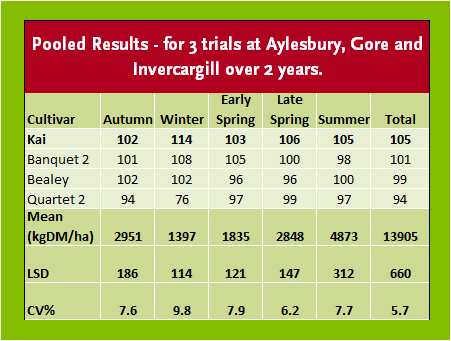 Pooled Results - for 3 trials at Aylesbury, Gore and
Invercargill over 2 years.
Early Late
Cultivar Autumn Winter Spring Spring Summer Total
Kai 102 114 103 106 105 105
Banquet 2 101 108 105 100 98 101
Bealey 102 102 96 96 100 99
Quartet 2 94 76 97 99 97 94
Mean
(kgDM/ha) 2951 1397 1835 2848 4873 13905
LSD 186 114 121 147 312 660
CV% 7.6 9.8 7.9 6.2 7.7 5.7